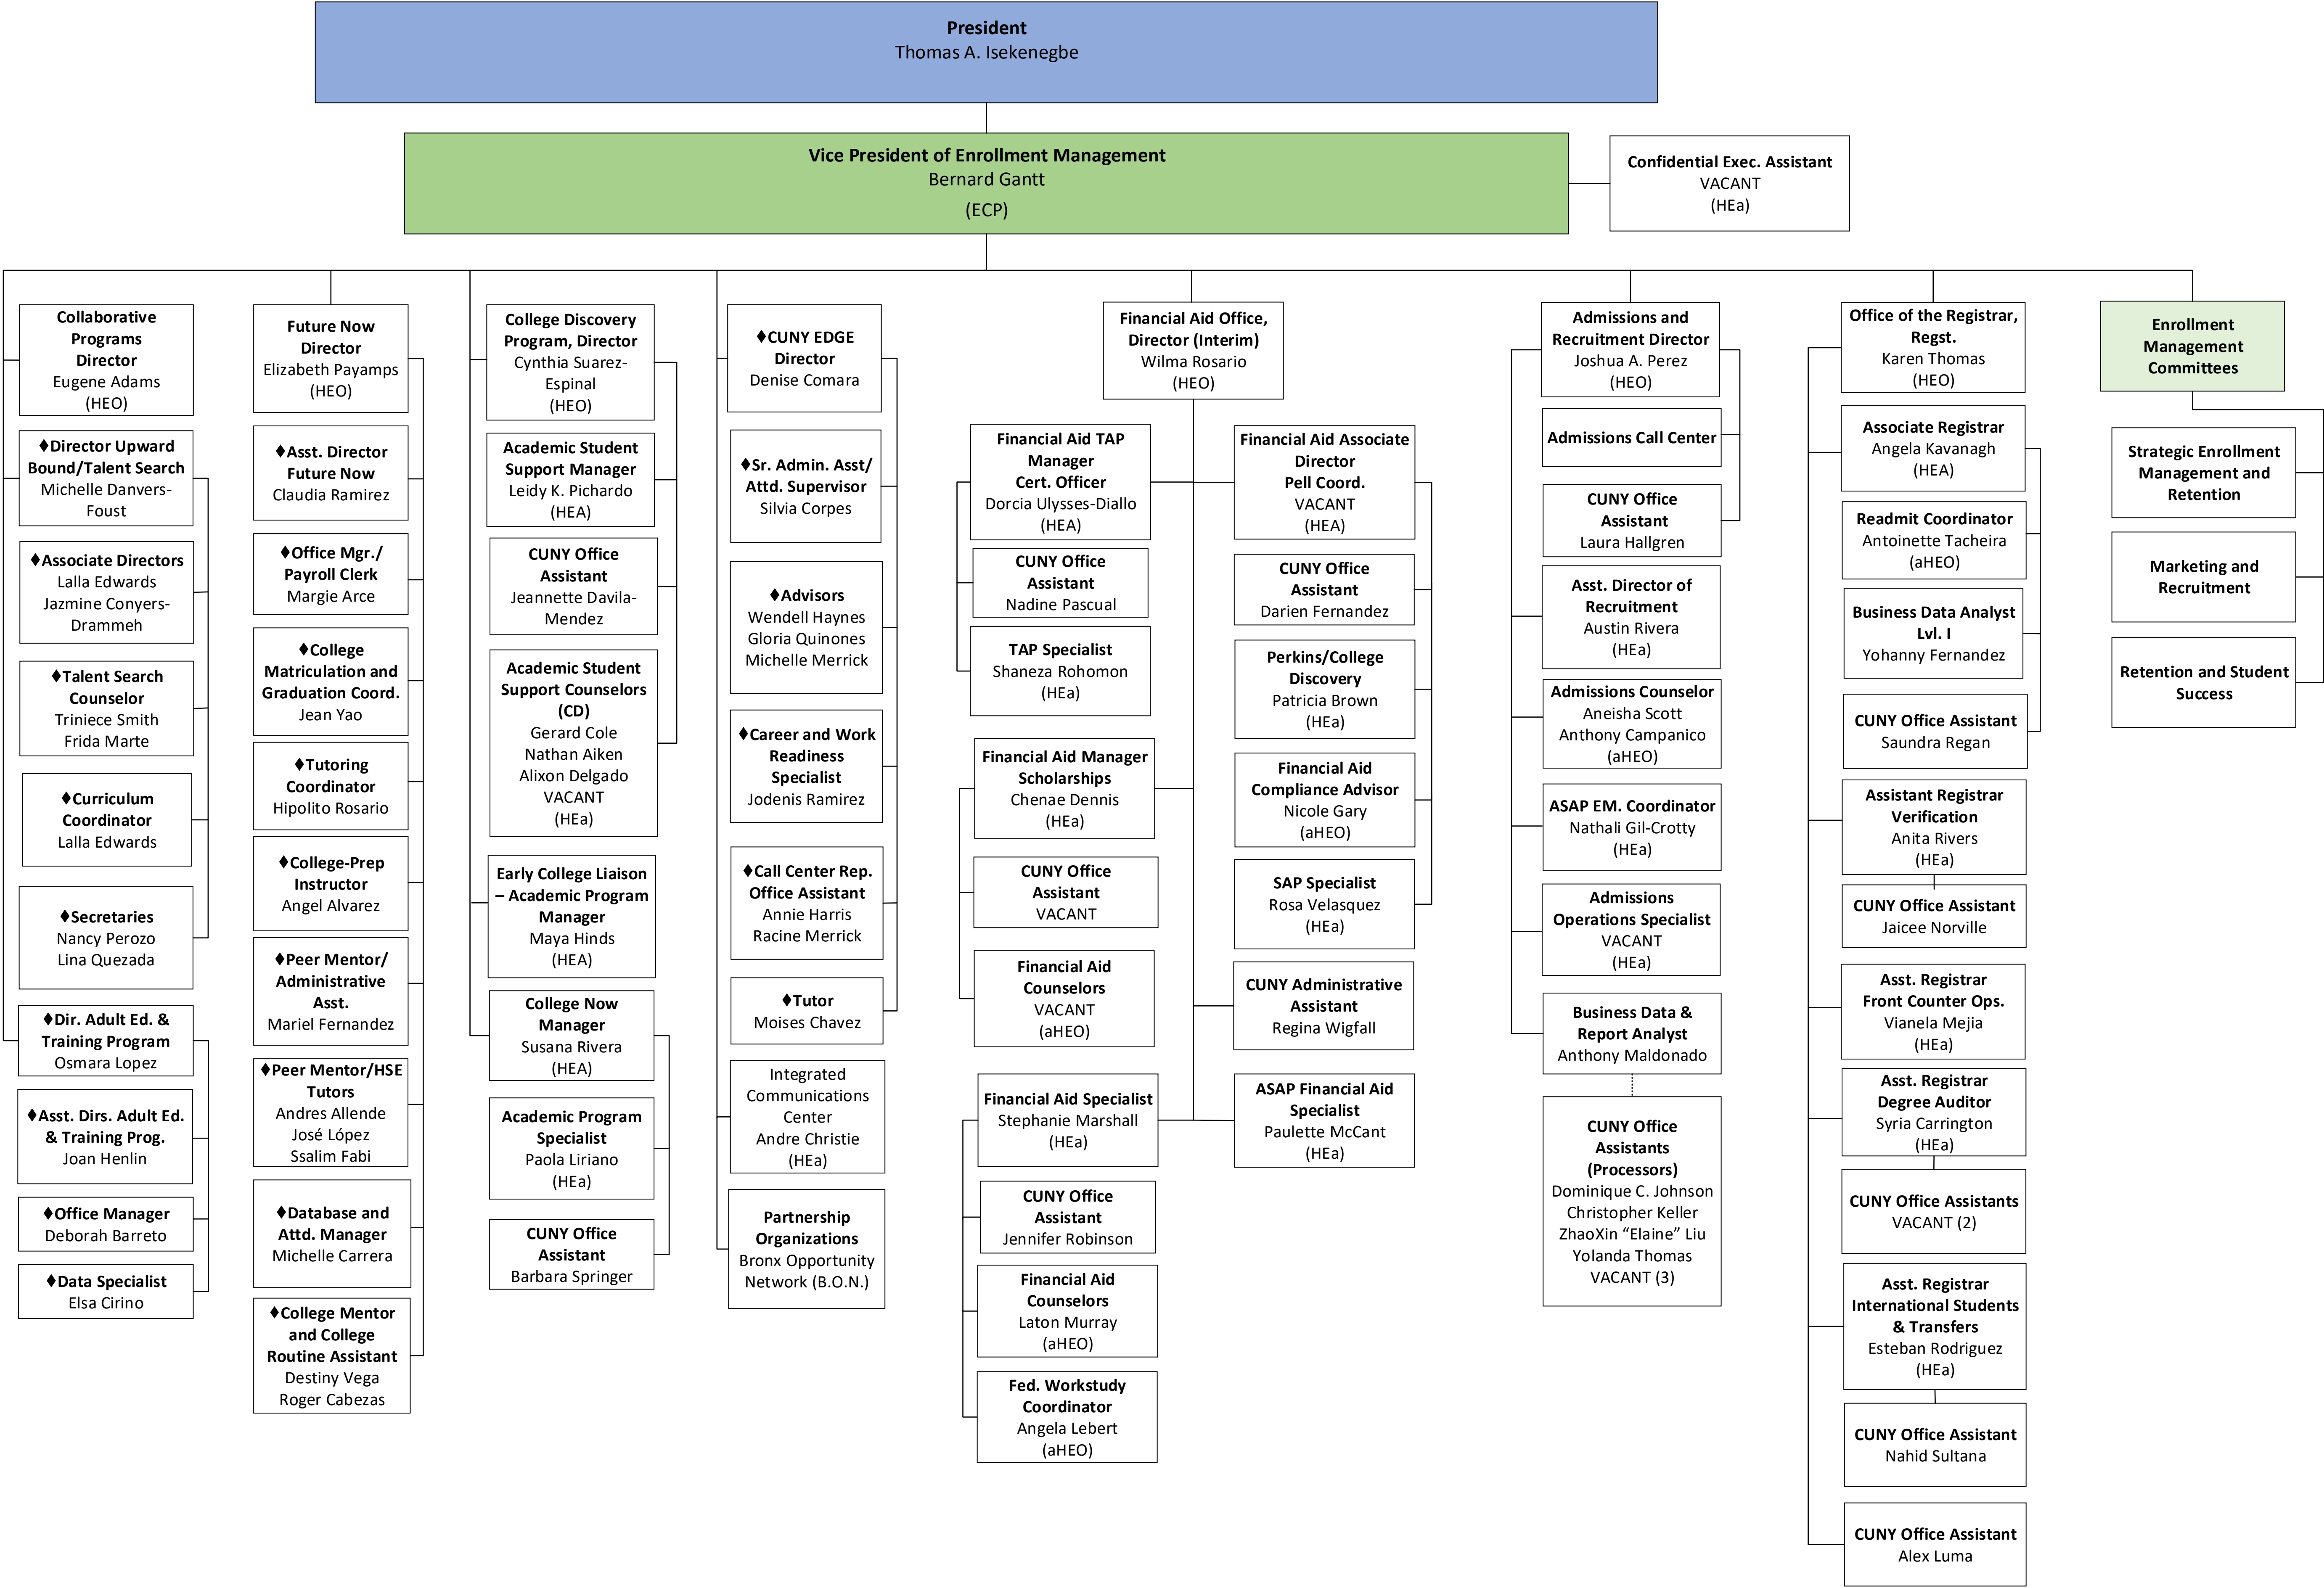 President
Thomas A. Isekenegbe
Vice President of Enrollment Management
Bernard Gantt
(ECP)
Confidential Exec. Assistant
VACANT
(HEa)
Collaborative
Programs
Director
Eugene Adams
(HEO)
♦Director Upward
Bound/Talent Search
Michelle Danvers-
Foust
♦Associate Directors
Lalla Edwards
Jazmine Conyers-
Drammeh
♦Talent Search
Counselor
Triniece Smith
Frida Marte
♦Curriculum
Coordinator
Lalla Edwards
♦Secretaries
Nancy Perozo
Lina Quezada
♦Dir. Adult Ed. &
Training Program
Osmara Lopez
♦Asst. Dirs. Adult Ed.
& Training Prog.
Joan Henlin
♦Office Manager
Deborah Barreto
♦Data Specialist
Elsa Cirino
Future Now
Director
Elizabeth Payamps
(HEO)
♦Asst. Director
Future Now
Claudia Ramirez
♦Office Mgr./
Payroll Clerk
Margie Arce
♦College
Matriculation and
Graduation Coord.
Jean Yao
♦Tutoring
Coordinator
Hipolito Rosario
♦College-Prep
Instructor
Angel Alvarez
♦Peer Mentor/
Administrative
Asst.
Mariel Fernandez
♦Peer Mentor/HSE
Tutors
Andres Allende
José López
Ssalim Fabi
♦Database and
Attd. Manager
Michelle Carrera
♦College Mentor
and College
Routine Assistant
Destiny Vega
Roger Cabezas
College Discovery
Program, Director
Cynthia Suarez-
Espinal
(HEO)
Academic Student
Support Manager
Leidy K. Pichardo
(HEA)
CUNY Office
Assistant
Jeannette Davila-
Mendez
Academic Student
Support Counselors
(CD)
Gerard Cole
Nathan Aiken
Alixon Delgado
VACANT
(HEa)
Early College Liaison
– Academic Program
Manager
Maya Hinds
(HEA)
College Now
Manager
Susana Rivera
(HEA)
Academic Program
Specialist
Paola Liriano
(HEa)
CUNY Office
Assistant
Barbara Springer
♦CUNY EDGE
Director
Denise Comara
♦Sr. Admin. Asst/
Attd. Supervisor
Silvia Corpes
♦Advisors
Wendell Haynes
Gloria Quinones
Michelle Merrick
♦Career and Work
Readiness
Specialist
Jodenis Ramirez
♦Call Center Rep.
Office Assistant
Annie Harris
Racine Merrick
♦Tutor
Moises Chavez
Integrated
Communications
Center
Andre Christie
(HEa)
Partnership
Organizations
Bronx Opportunity
Network (B.O.N.)
Financial Aid Office,
Director (Interim)
Wilma Rosario
(HEO)
Financial Aid TAP
Manager
Cert. Officer
Dorcia Ulysses-Diallo
(HEA)
CUNY Office
Assistant
Nadine Pascual
TAP Specialist
Shaneza Rohomon
(HEa)
Financial Aid Manager
Scholarships
Chenae Dennis
(HEa)
CUNY Office
Assistant
VACANT
Financial Aid
Counselors
VACANT
(aHEO)
Financial Aid Specialist
Stephanie Marshall
(HEa)
CUNY Office
Assistant
Jennifer Robinson
Financial Aid
Counselors
Laton Murray
(aHEO)
Fed. Workstudy
Coordinator
Angela Lebert
(aHEO)
Financial Aid Associate
Director
Pell Coord.
VACANT
(HEA)
CUNY Office
Assistant
Darien Fernandez
Perkins/College
Discovery
Patricia Brown
(HEa)
Financial Aid
Compliance Advisor
Nicole Gary
(aHEO)
SAP Specialist
Rosa Velasquez
(HEa)
CUNY Administrative
Assistant
Regina Wigfall
ASAP Financial Aid
Specialist
Paulette McCant
(HEa)
Admissions and
Recruitment Director
Joshua A. Perez
(HEO)
Admissions Call Center
CUNY Office
Assistant
Laura Hallgren
Asst. Director of
Recruitment
Austin Rivera
(HEa)
Admissions Counselor
Aneisha Scott
Anthony Campanico
(aHEO)
ASAP EM. Coordinator
Nathali Gil-Crotty
(HEa)
Admissions
Operations Specialist
VACANT
(HEa)
Business Data &
Report Analyst
Anthony Maldonado
CUNY Office
Assistants
(Processors)
Dominique C. Johnson
Christopher Keller
ZhaoXin “Elaine” Liu
Yolanda Thomas
VACANT (3)
Office of the Registrar,
Regst.
Karen Thomas
(HEO)
Associate Registrar
Angela Kavanagh
(HEA)
Readmit Coordinator
Antoinette Tacheira
(aHEO)
Business Data Analyst
Lvl. I
Yohanny Fernandez
CUNY Office Assistant
Saundra Regan
Assistant Registrar
Verification
Anita Rivers
(HEa)
CUNY Office Assistant
Jaicee Norville
Asst. Registrar
Front Counter Ops.
Vianela Mejia
(HEa)
Asst. Registrar
Degree Auditor
Syria Carrington
(HEa)
CUNY Office Assistants
VACANT (2)
Asst. Registrar
International Students
& Transfers
Esteban Rodriguez
(HEa)
CUNY Office Assistant
Nahid Sultana
CUNY Office Assistant
Alex Luma
Enrollment
Management
Committees
Strategic Enrollment
Management and
Retention
Marketing and
Recruitment
Retention and Student
Success